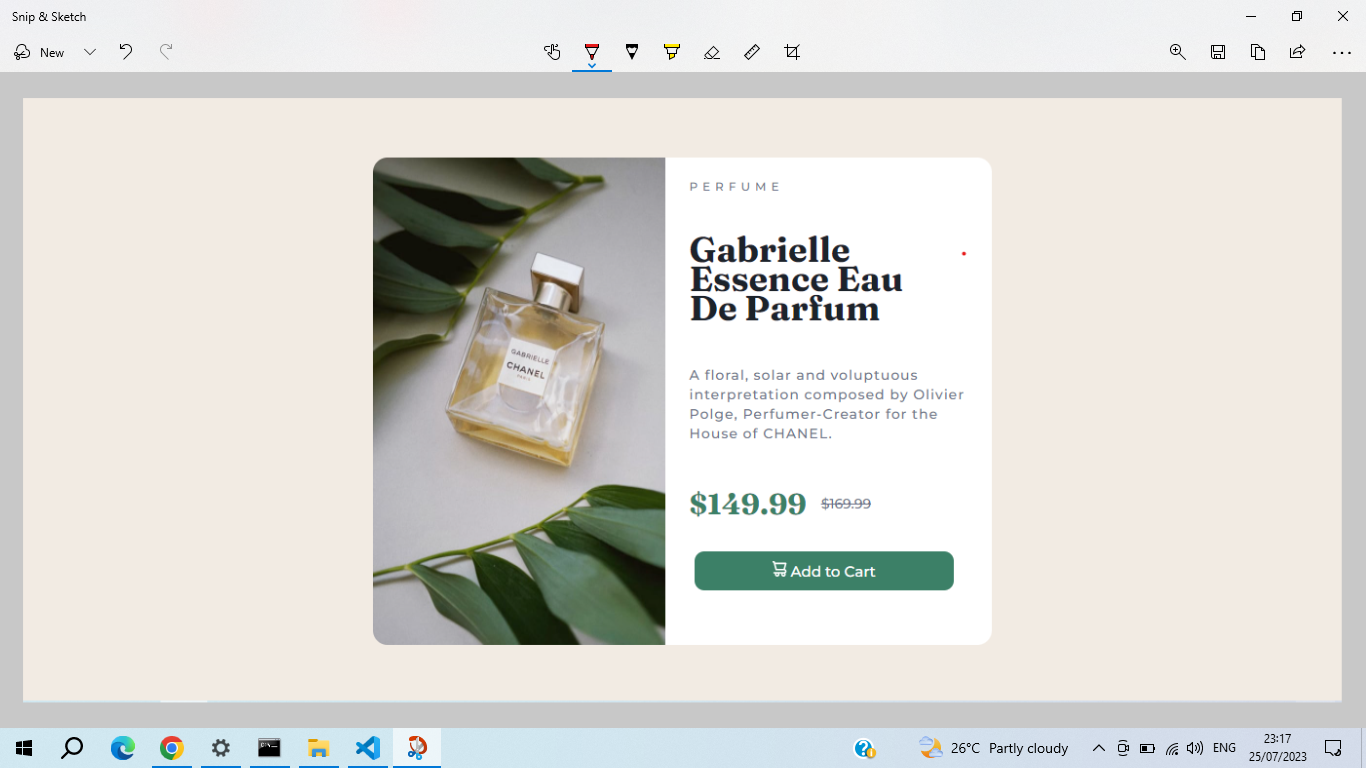 Snip & Sketch
New
PERFUME
Gabrielle
Essence Eau
De Parfum
GABRIELLE
CHANEL
PARIS
A floral, solar and voluptuous
interpretation composed by Olivier
Polge, Perfumer-Creator for the
House of CHANEL.
$149.99 $169.99
Add to Cart
26°C Partly cloudy
ENG
23:17
25/07/2023